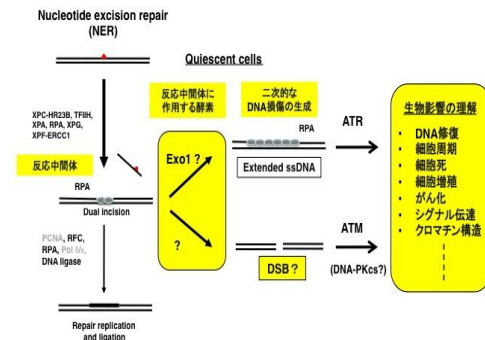 Nucleotide excision repair
(NER)
XPC-HR23B, TFIIH,
XPA, RPA, XPG,
XPF-ERCC1
反応中間体
RPA
Dual incision
PCNA, RFC,
RPA, Pol δ/ε,
DNA ligase
Repair replication
and ligation
Quiescent cells
反応中間体に
作用する酵素
Exo1 ?
?
二次的な
DNA損傷の生成
RPA
Extended ssDNA
DSB ?
ATR
ATM
(DNA-PKcs?)
生物影響の理解
• DNA修復
• 細胞周期
• 細胞死
• 細胞増殖
• がん化
• シグナル伝達
• クロマチン構造